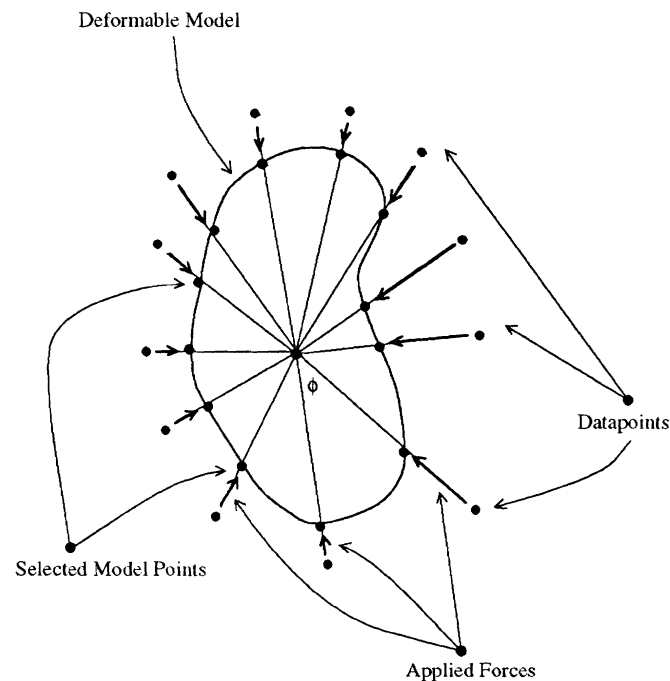 Deformable Model
ϕ
Datapoints
Selected Model Points
Applied Forces